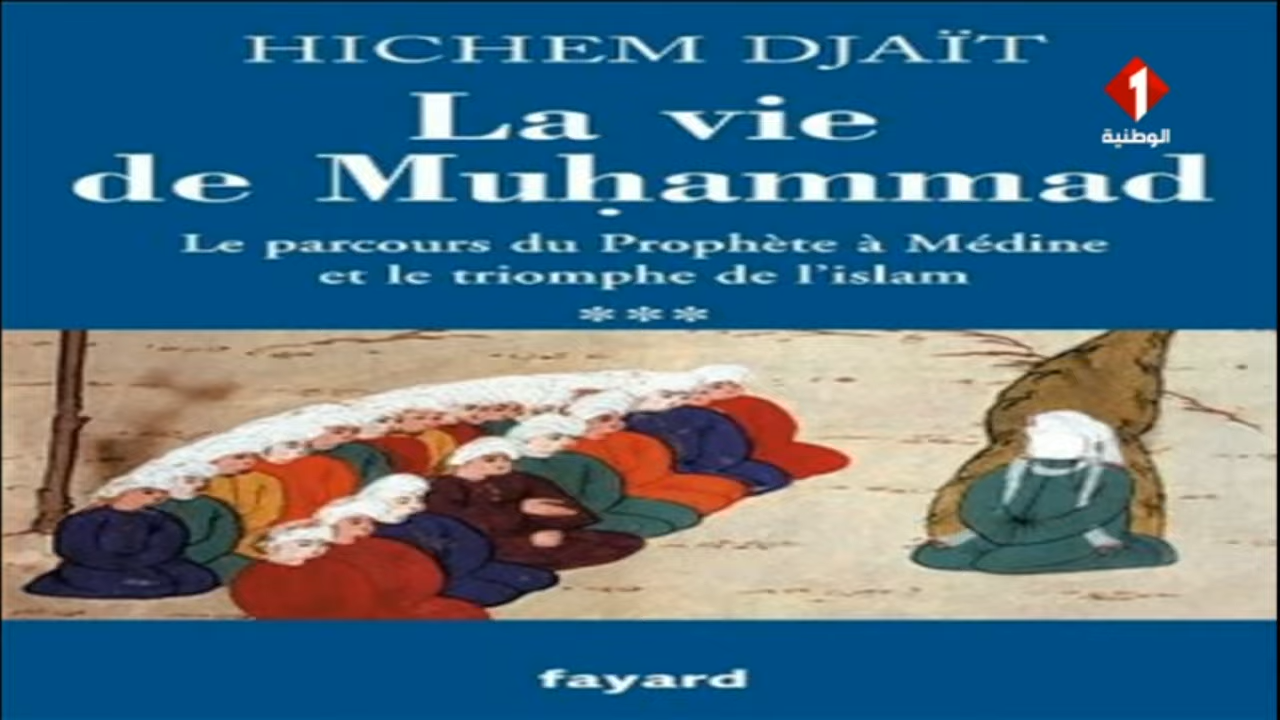 HICHEM DJAÏT
La vie
de Muḥammad
Le parcours du Prophète à Médine
et le triomphe de l'islam
***
fayard
1
الوطنية